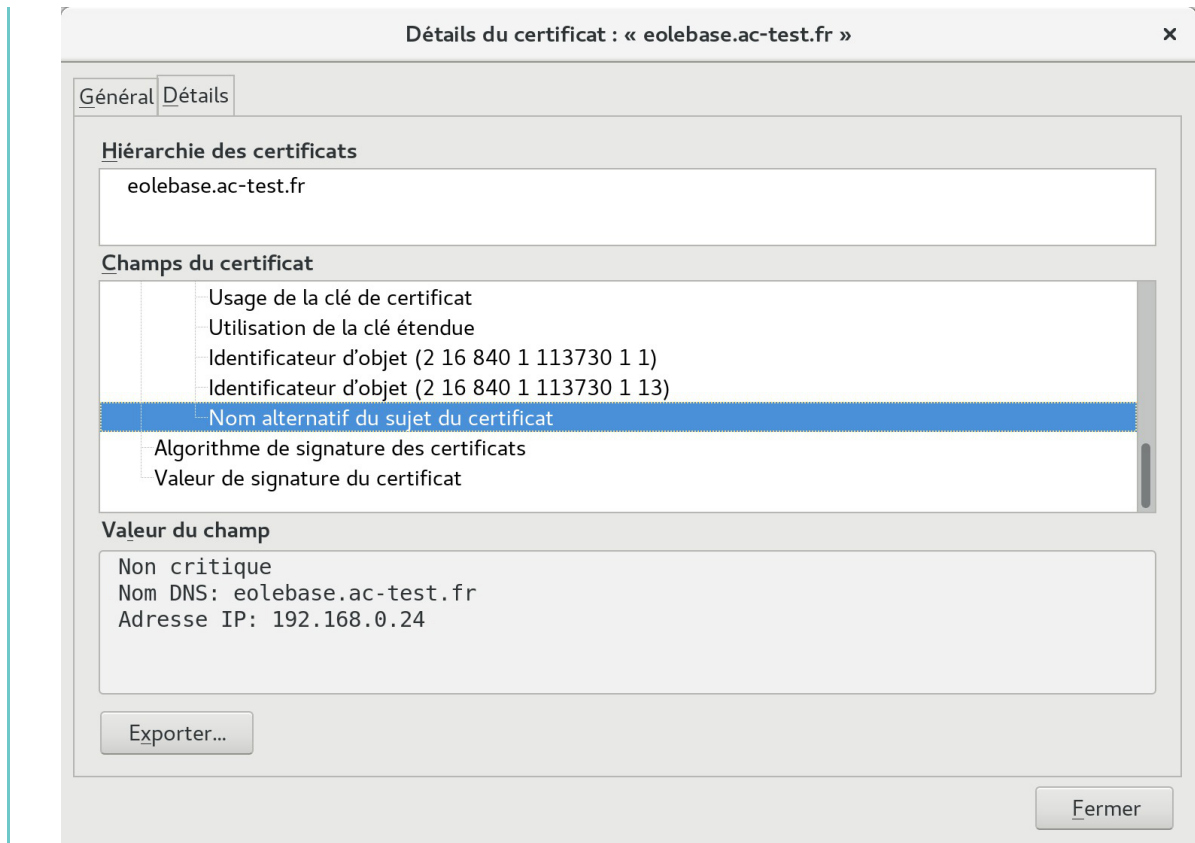 Détails du certificat : « eolebase.ac-test.fr »
×
Général Détails
Hiérarchie des certificats
eolebase.ac-test.fr
Champs du certificat
Usage de la clé de certificat
Utilisation de la clé étendue
Identificateur d’objet (2 16 840 1 113730 1 1)
Identificateur d’objet (2 16 840 1 113730 1 13)
Nom alternatif du sujet du certificat
Algorithme de signature des certificats
Valeur de signature du certificat
Valeur du champ
Non critique
Nom DNS: eolebase.ac-test.fr
Adresse IP: 192.168.0.24
Exporter...
Fermer